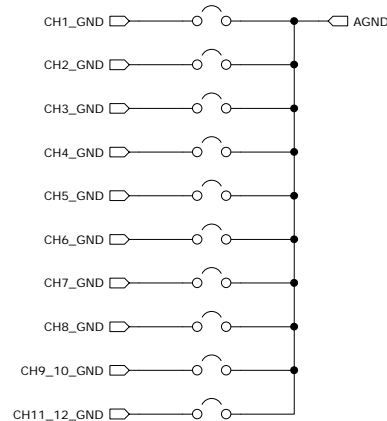 CH1_GND AGND
CH2_GND
CH3_GND
CH4_GND
CH5_GND
CH6_GND
CH7_GND
CH8_GND
CH9_10_GND
CH11_12_GND